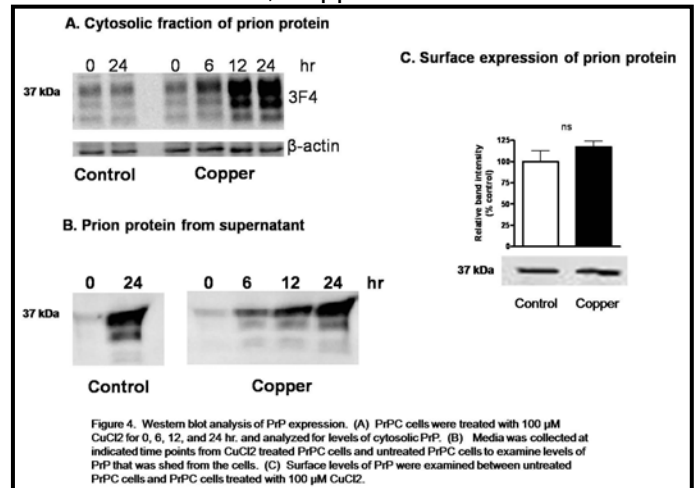 A. Cytosolic fraction of prion protein
0 24 0 6 12 24 hr
37 kDa
3F4
β-actin
Control Copper
B. Prion protein from supernatant
0 24 0 6 12 24 hr
37 kDa
Control Copper
C. Surface expression of prion protein
ns
Relative band intensity
(% control)
125
100
75
50
25
0
37 kDa
Control Copper
Figure 4. Western blot analysis of PrP expression. (A) PrPC cells were treated with 100 µM
CuCl2 for 0, 6, 12, and 24 hr. and analyzed for levels of cytosolic PrP. (B) Media was collected at
indicated time points from CuCl2 treated PrPC cells and untreated PrPC cells to examine levels of
PrP that was shed from the cells. (C) Surface levels of PrP were examined between untreated
PrPC cells and PrPC cells treated with 100 µM CuCl2.